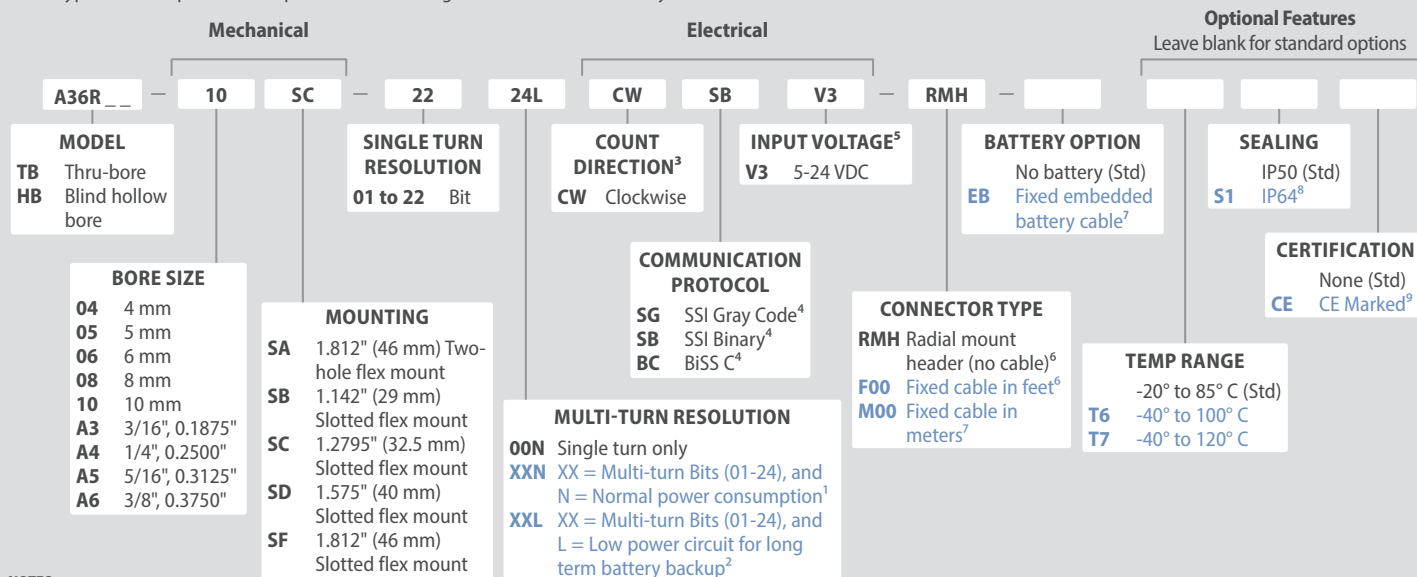 Mechanical
Electrical
Optional Features
Leave blank for standard options
A36R _ _ — 10 SC — 22 24L CW SB V3 — RMH —
MODEL
TB Thru-bore
HB Blind hollow
bore
SINGLE TURN
RESOLUTION
01 to 22 Bit
COUNT
DIRECTION³
CW Clockwise
INPUT VOLTAGE⁵
V3 5-24 VDC
BATTERY OPTION
No battery (Std)
EB Fixed embedded
battery cable⁷
SEALING
IP50 (Std)
S1 IP64⁸
BORE SIZE
04 4 mm
05 5 mm
06 6 mm
08 8 mm
10 10 mm
A3 3/16", 0.1875"
A4 1/4", 0.2500"
A5 5/16", 0.3125"
A6 3/8", 0.3750"
MOUNTING
SA 1.812" (46 mm) Two-
hole flex mount
SB 1.142" (29 mm)
Slotted flex mount
SC 1.2795" (32.5 mm)
Slotted flex mount
SD 1.575" (40 mm)
Slotted flex mount
SF 1.812" (46 mm)
Slotted flex mount
COMMUNICATION
PROTOCOL
SG SSI Gray Code⁴
SB SSI Binary⁴
BC BiSS C⁴
MULTI-TURN RESOLUTION
00N Single turn only
XXN XX = Multi-turn Bits (01-24), and
N = Normal power consumption¹
XXL XX = Multi-turn Bits (01-24), and
L = Low power circuit for long
term battery backup²
CONNECTOR TYPE
RMH Radial mount
header (no cable)⁶
F00 Fixed cable in feet⁶
M00 Fixed cable in
meters⁷
TEMP RANGE
-20° to 85° C (Std)
T6 -40° to 100° C
T7 -40° to 120° C
CERTIFICATION
None (Std)
CE CE Marked⁹